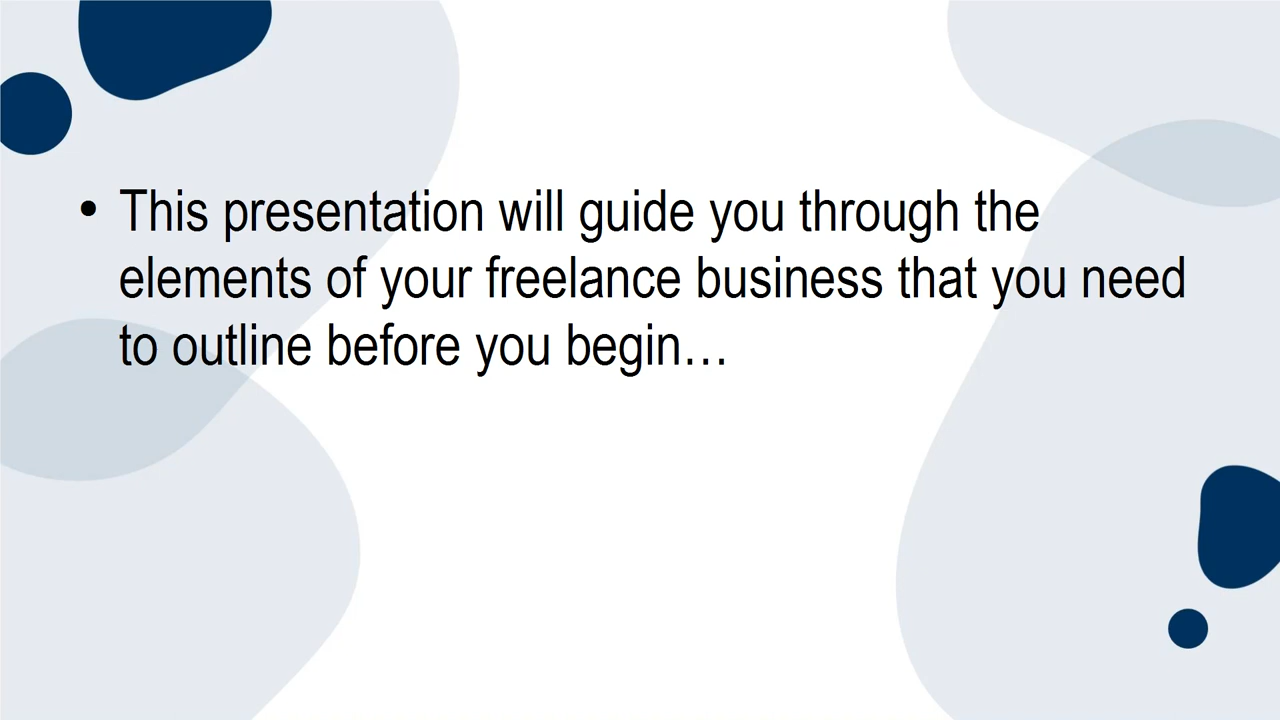 • This presentation will guide you through the
elements of your freelance business that you need
to outline before you begin…